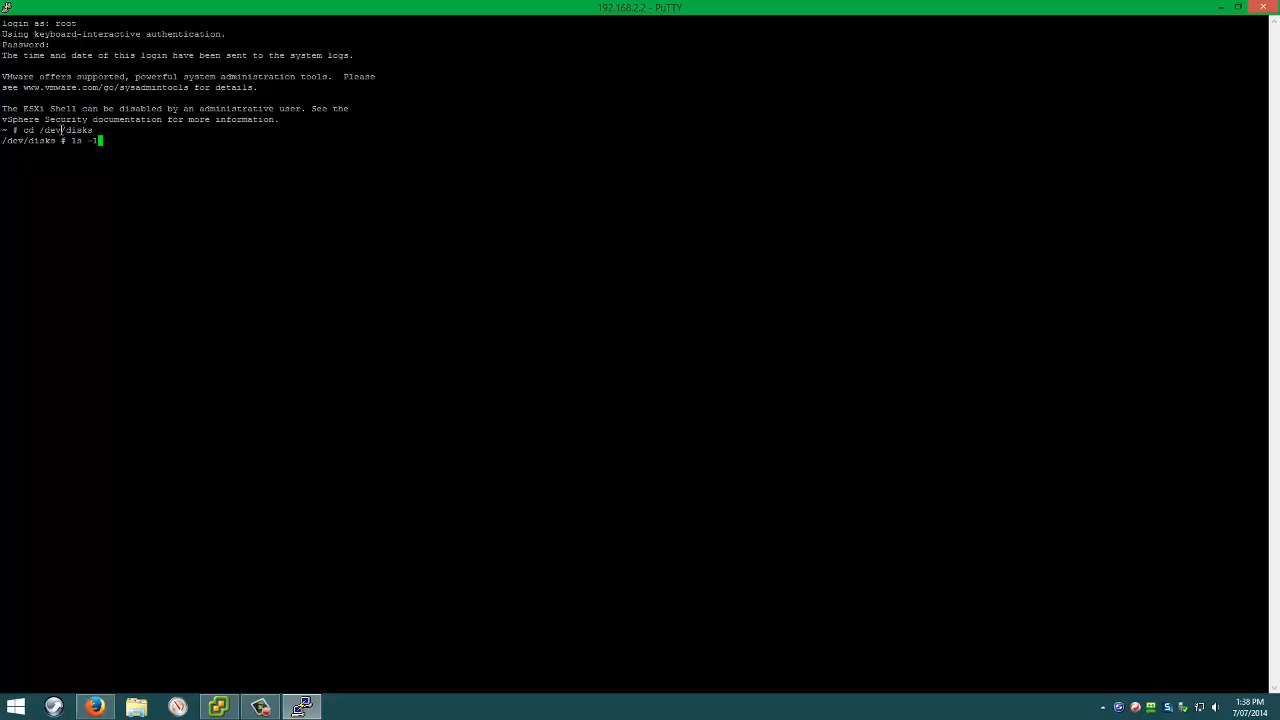 192.168.2.2 - PuTTY
login as: root
Using keyboard-interactive authentication.
Password:
The time and date of this login have been sent to the system logs.
VMware offers supported, powerful system administration tools.  Please
see www.vmware.com/go/sysadmintools for details.
The ESXi Shell can be disabled by an administrative user. See the
vSphere Security documentation for more information.
~ # cd /dev/disks
/dev/disks # ls -l
1:38 PM
7/07/2014